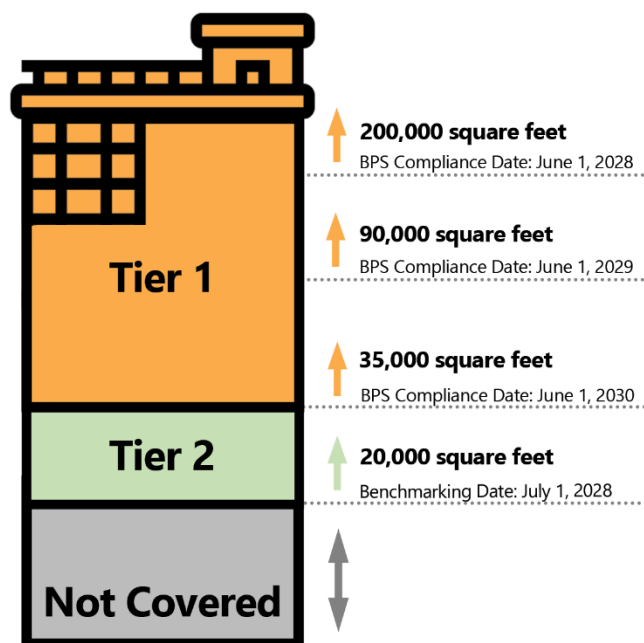 200,000 square feet
BPS Compliance Date: June 1, 2028
90,000 square feet
BPS Compliance Date: June 1, 2029
Tier 1
35,000 square feet
BPS Compliance Date: June 1, 2030
Tier 2
20,000 square feet
Benchmarking Date: July 1, 2028
Not Covered